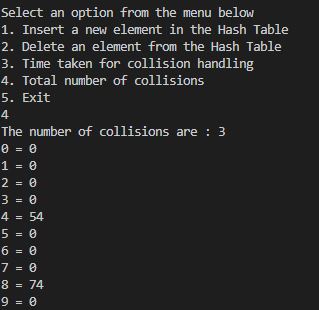 Select an option from the menu below
1. Insert a new element in the Hash Table
2. Delete an element from the Hash Table
3. Time taken for collision handling
4. Total number of collisions
5. Exit
4
The number of collisions are : 3
0 = 0
1 = 0
2 = 0
3 = 0
4 = 54
5 = 0
6 = 0
7 = 0
8 = 74
9 = 0